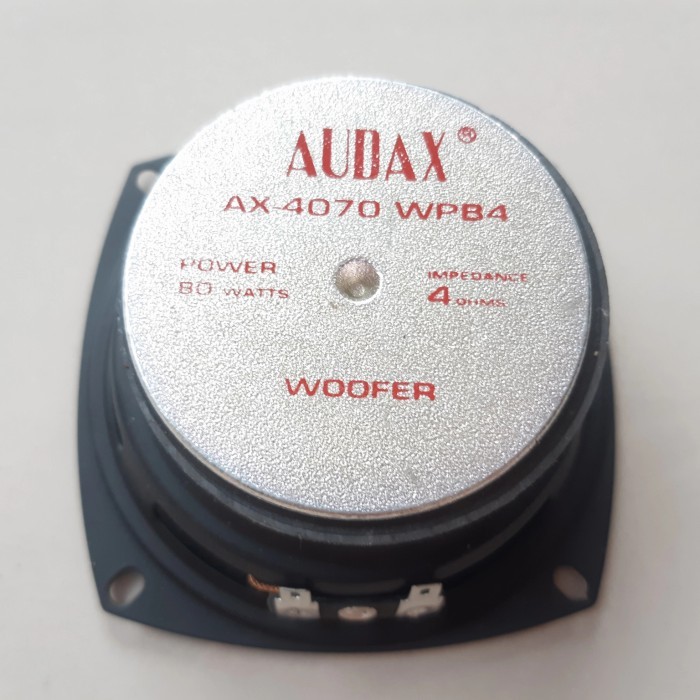 AUDAX®
AX-4070 WPB4
POWER
80 WATTS
IMPEDANCE
4 OHMS
WOOFER